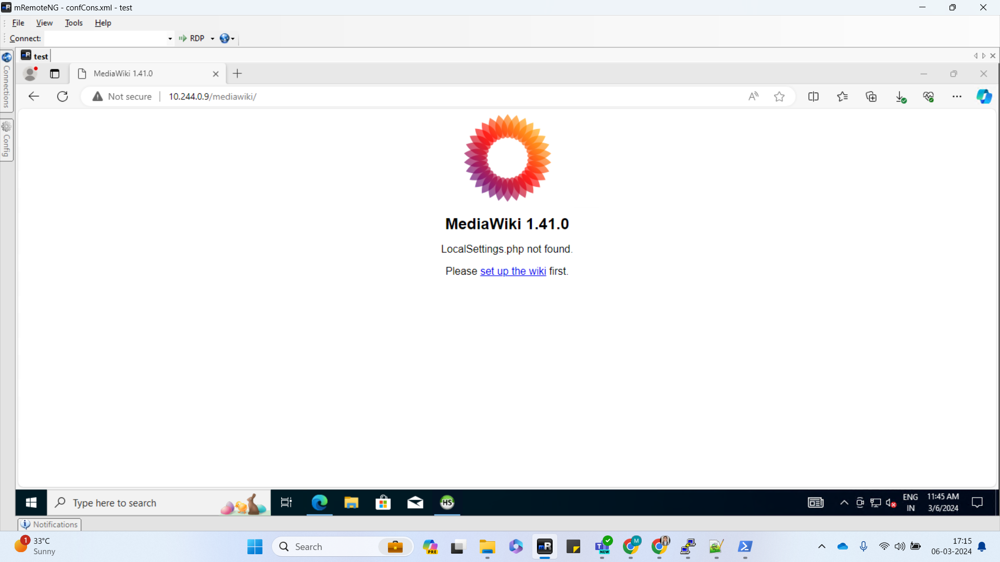 mRemoteNG - confCons.xml - test
File View Tools Help
Connect: RDP
test
Connections
Config
MediaWiki 1.41.0
Not secure 10.244.0.9/mediawiki/
MediaWiki 1.41.0
LocalSettings.php not found.
Please set up the wiki first.
Type here to search
HS
ENG
IN
11:45 AM
3/6/2024
Notifications
1
33°C
Sunny
Search
PRE
mR
NEW
M
17:15
06-03-2024